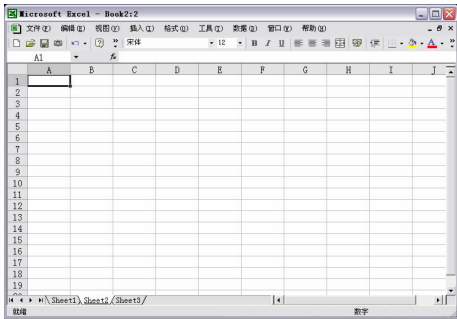 Microsoft Excel - Book2:2
文件(F) 编辑(E) 视图(V) 插入(I) 格式(O) 工具(T) 数据(D) 窗口(W) 帮助(H)
宋体 12 B I U
A1 fx
A B C D E F G H I J
1
2
3
4
5
6
7
8
9
10
11
12
13
14
15
16
17
18
19
Sheet1 Sheet2 Sheet3
就绪 数字